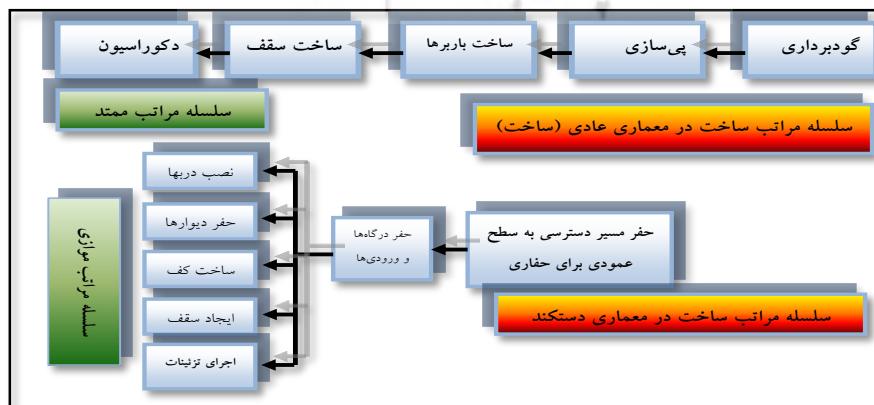 گودبرداری
پی‌سازی
ساخت باربرها
ساخت سقف
دکوراسیون
سلسله مراتب ساخت در معماری عادی (ساخت)
سلسله مراتب ممتد
حفر مسیر دسترسی به سطح
عمودی برای حفاری
حفر درگاه‌ها
و ورودی‌ها
نصب دربها
حفر دیوارها
ساخت کف
ایجاد سقف
اجرای تزئینات
سلسله مراتب موازی
سلسله مراتب ساخت در معماری دستکند